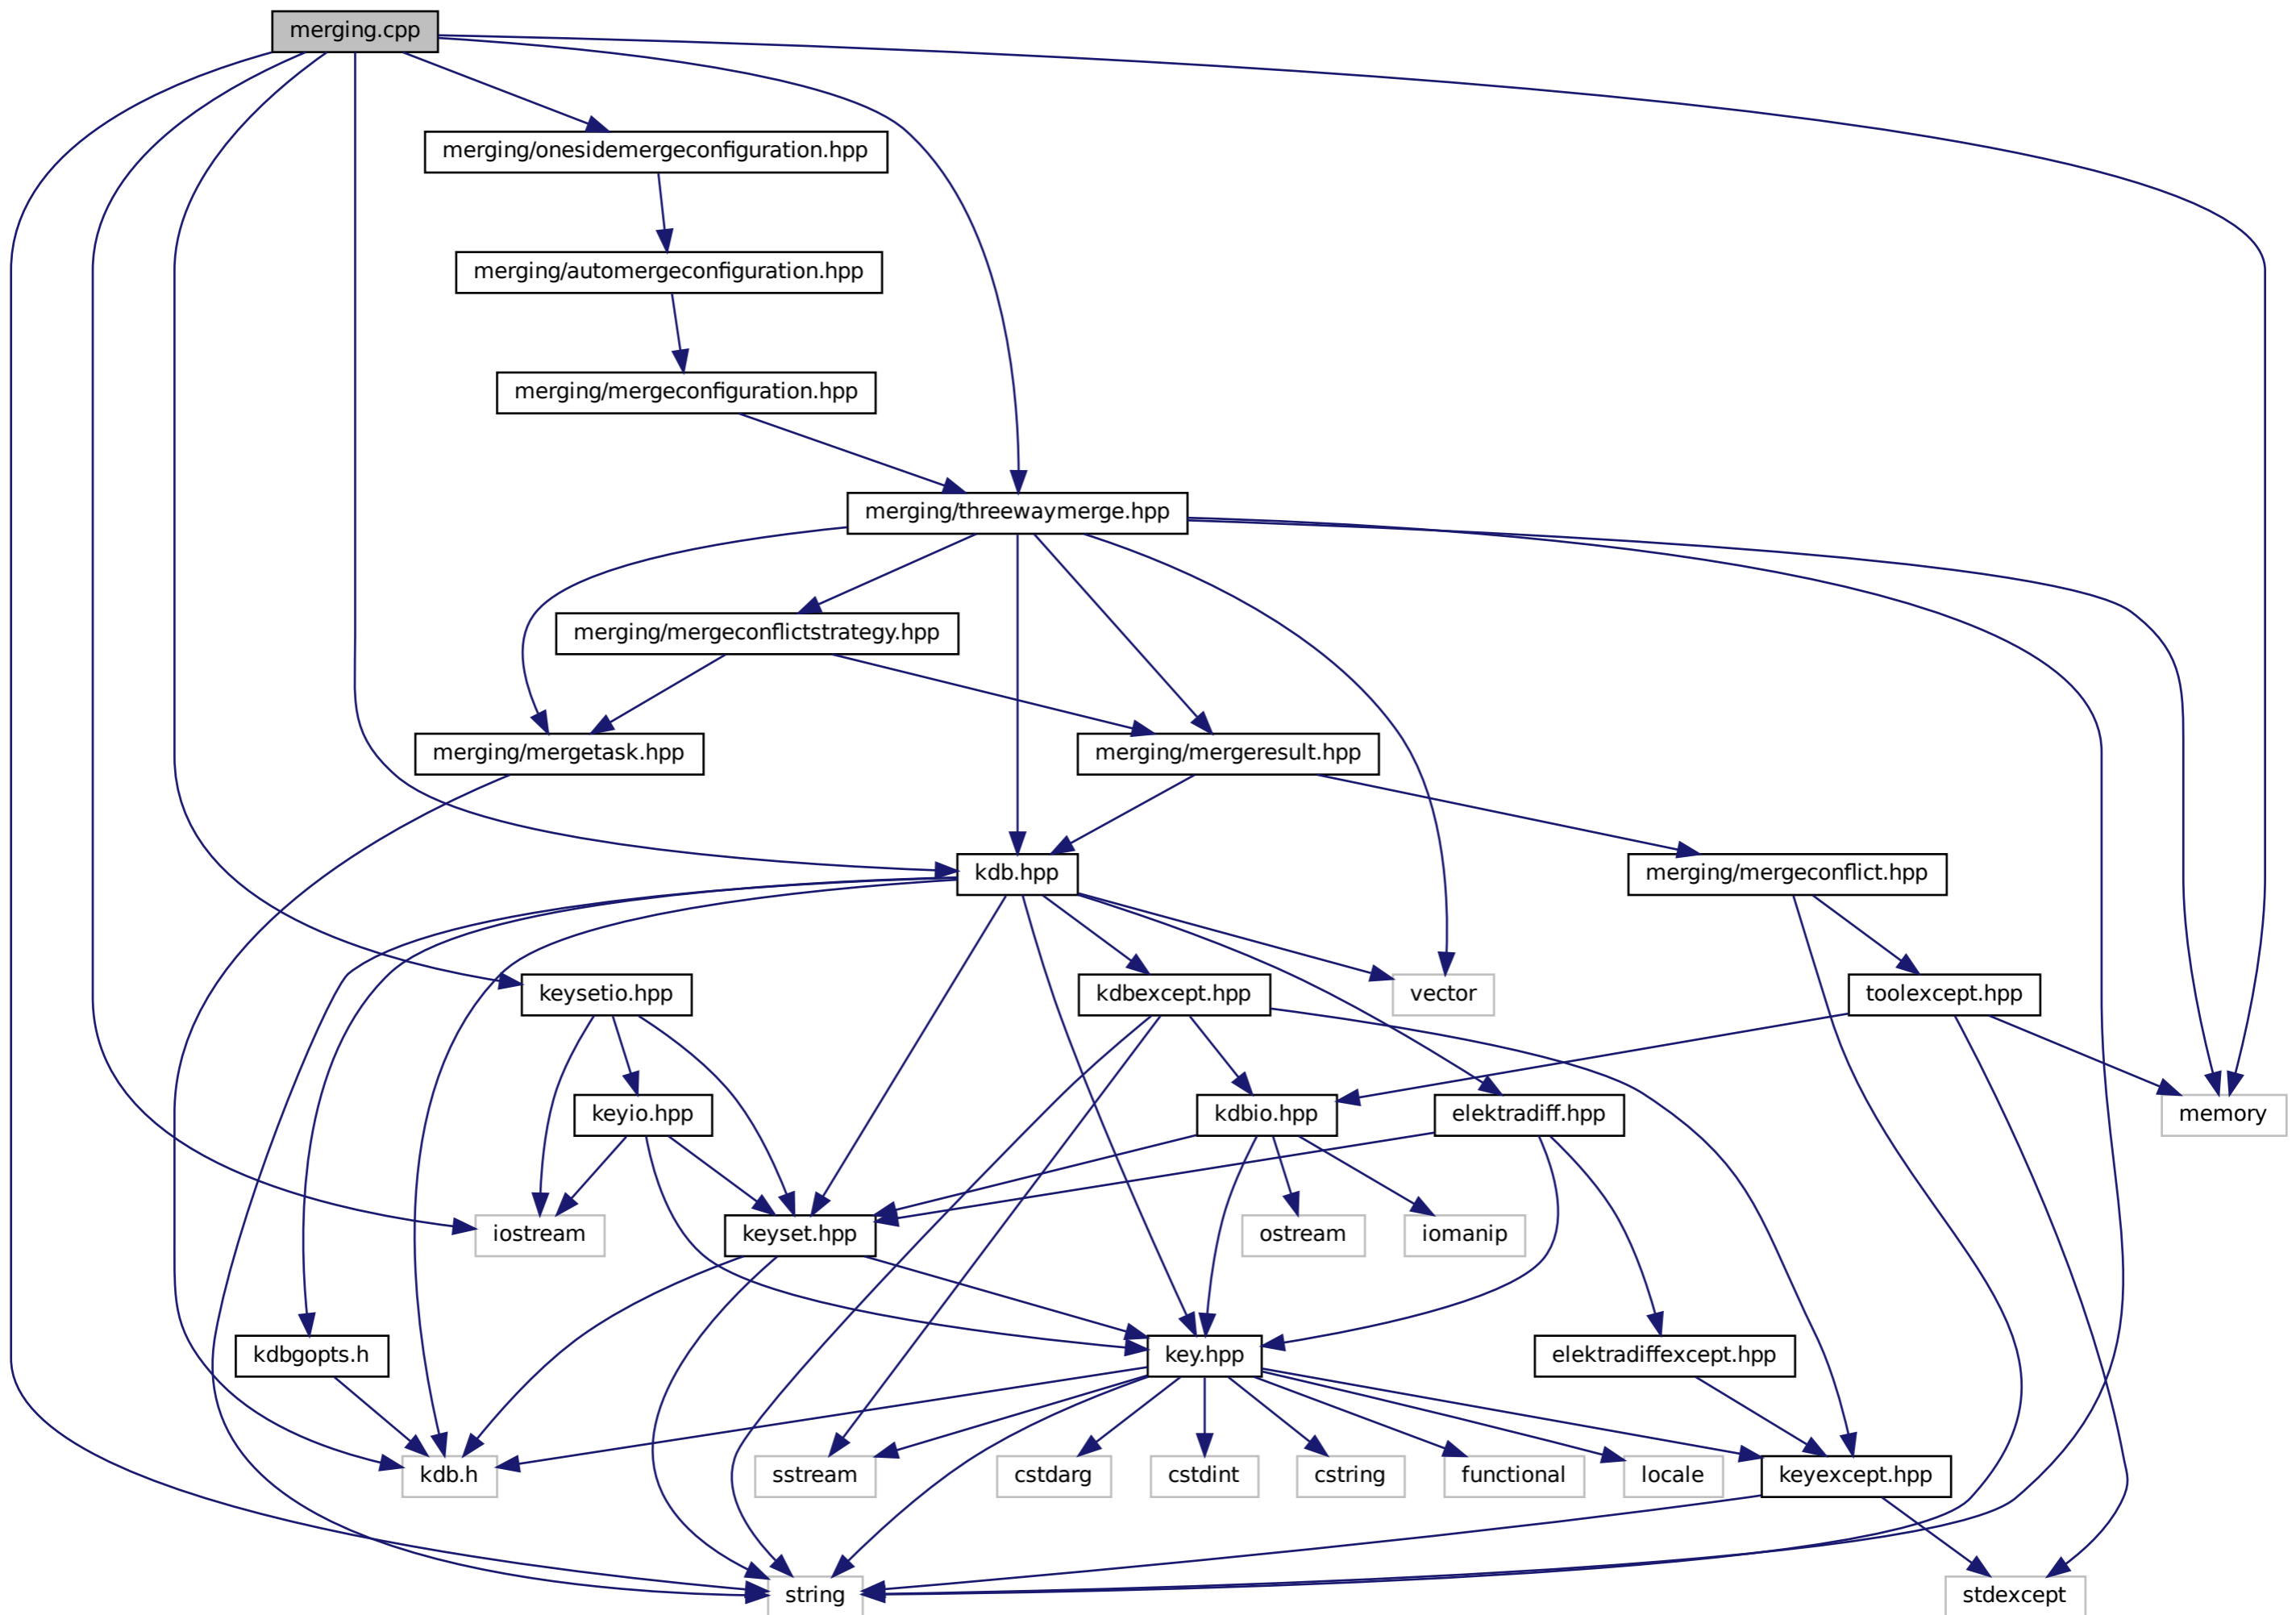 merging.cpp
merging/onesidemergeconfiguration.hpp
merging/automergeconfiguration.hpp
merging/mergeconfiguration.hpp
merging/threewaymerge.hpp
merging/mergeconflictstrategy.hpp
merging/mergetask.hpp
merging/mergeresult.hpp
kdb.hpp
merging/mergeconflict.hpp
keysetio.hpp
kdbexcept.hpp
vector
toolexcept.hpp
keyio.hpp
kdbio.hpp
elektradiff.hpp
memory
iostream
keyset.hpp
ostream
iomanip
kdbgopts.h
key.hpp
elektradiffexcept.hpp
kdb.h
sstream
cstdarg
cstdint
cstring
functional
locale
keyexcept.hpp
string
stdexcept